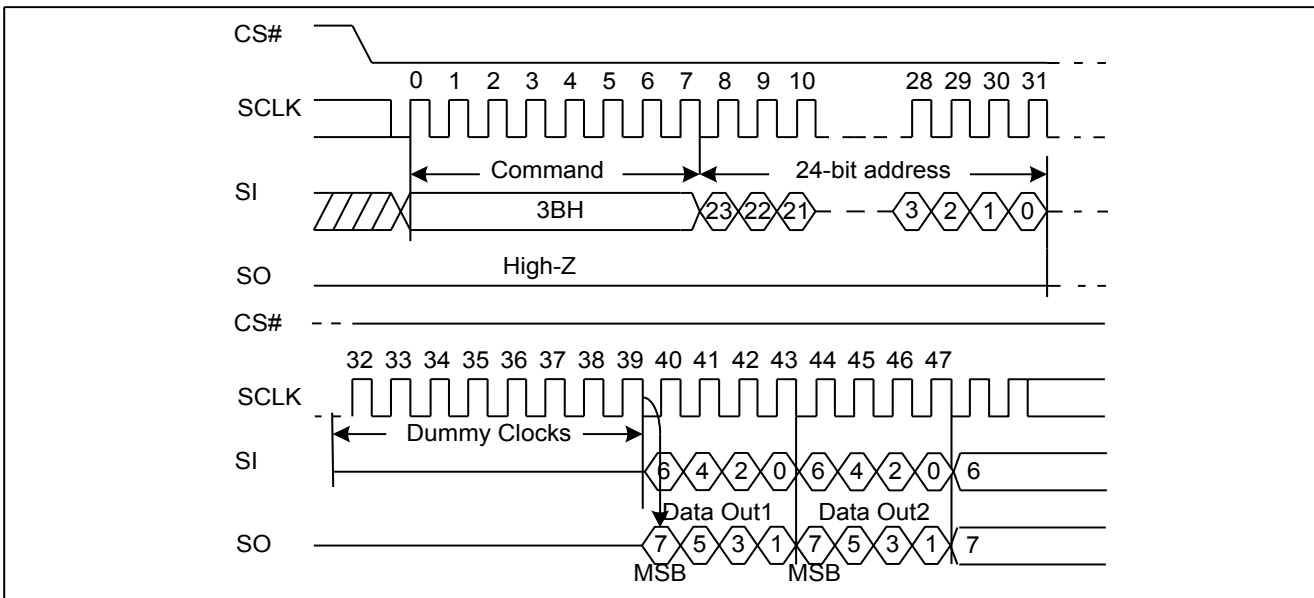 CS#
0 1 2 3 4 5 6 7 8 9 10 28 29 30 31
SCLK
Command 24-bit address
SI
3BH 23 22 21 3 2 1 0
High-Z
SO
CS#
32 33 34 35 36 37 38 39 40 41 42 43 44 45 46 47
SCLK
Dummy Clocks
SI
6 4 2 0 6 4 2 0 6
Data Out1 Data Out2
SO
7 5 3 1 7 5 3 1 7
MSB MSB